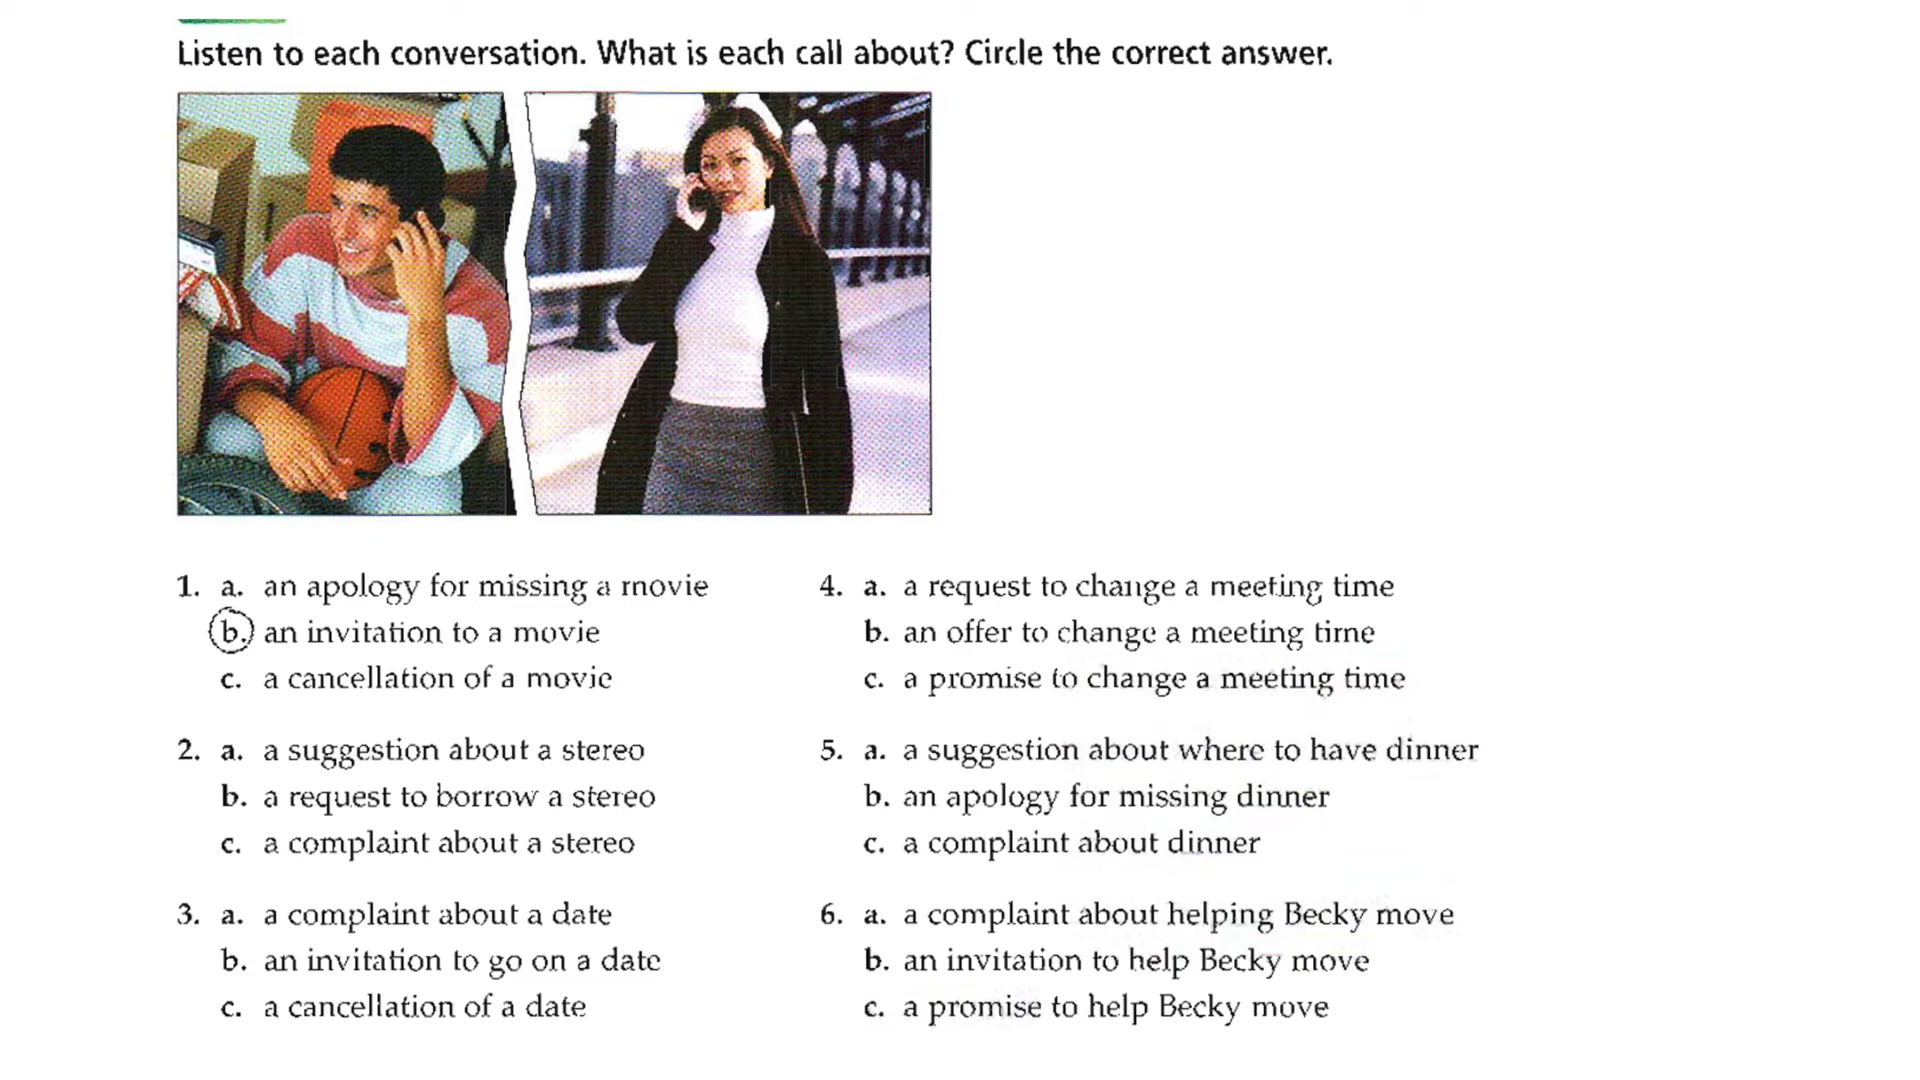 Listen to each conversation. What is each call about? Circle the correct answer.
1. a. an apology for missing a movie
b. an invitation to a movie
c. a cancellation of a movie
2. a. a suggestion about a stereo
b. a request to borrow a stereo
c. a complaint about a stereo
3. a. a complaint about a date
b. an invitation to go on a date
c. a cancellation of a date
4. a. a request to change a meeting time
b. an offer to change a meeting time
c. a promise to change a meeting time
5. a. a suggestion about where to have dinner
b. an apology for missing dinner
c. a complaint about dinner
6. a. a complaint about helping Becky move
b. an invitation to help Becky move
c. a promise to help Becky move